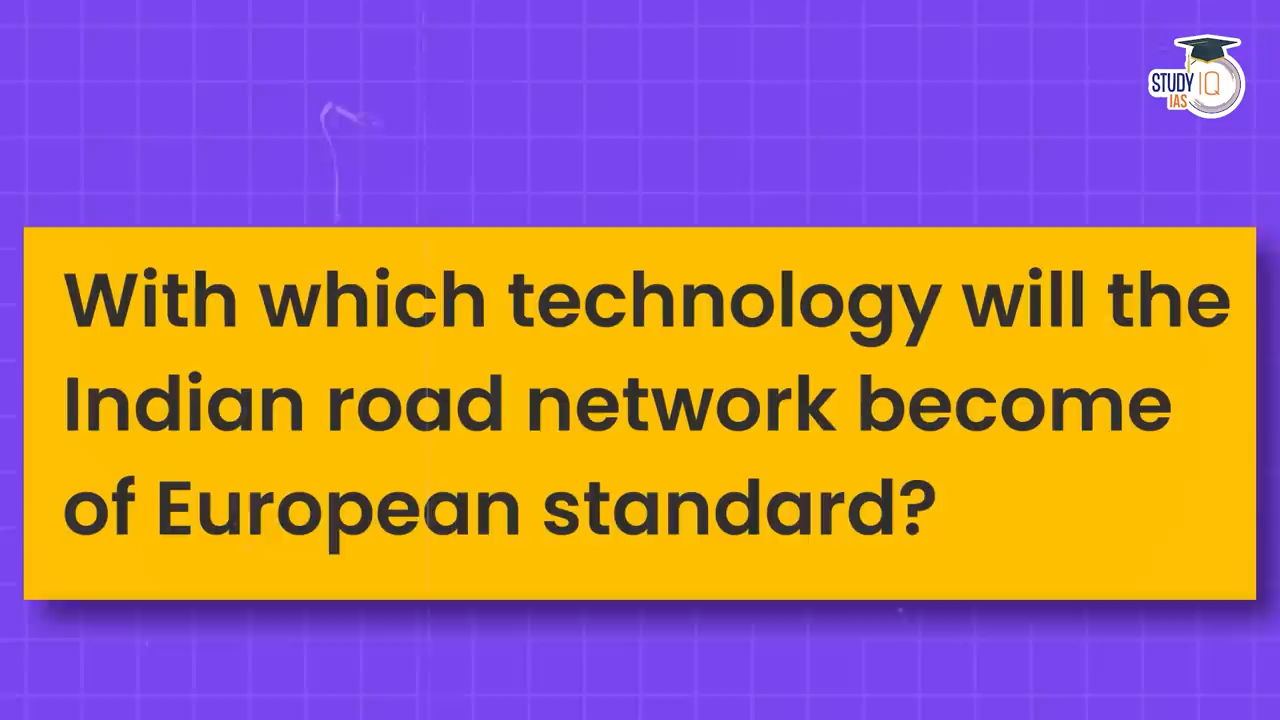 STUDY IQ
IAS
With which technology will the
Indian road network become
of European standard?